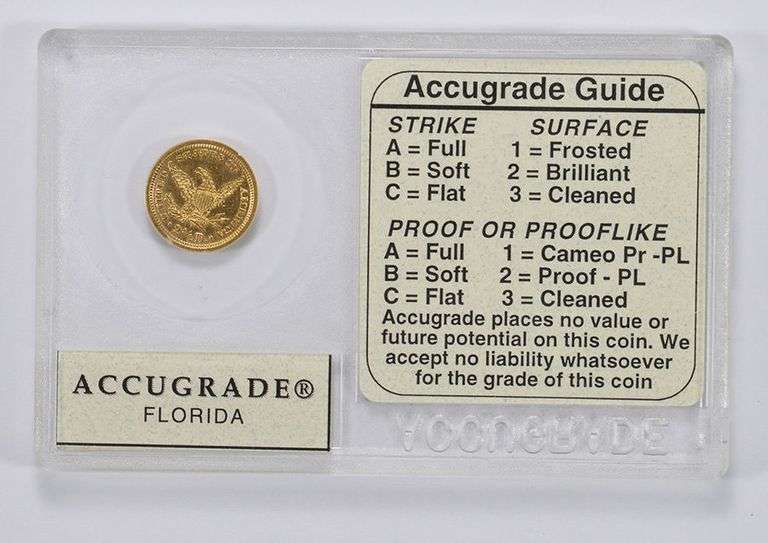 Accugrade Guide
STRIKE SURFACE
A = Full 1 = Frosted
B = Soft 2 = Brilliant
C = Flat 3 = Cleaned
PROOF OR PROOFLIKE
A = Full 1 = Cameo Pr -PL
B = Soft 2 = Proof - PL
C = Flat 3 = Cleaned
Accugrade places no value or
future potential on this coin. We
accept no liability whatsoever
for the grade of this coin
ACCUGRADE®
FLORIDA
ACCUGRADE